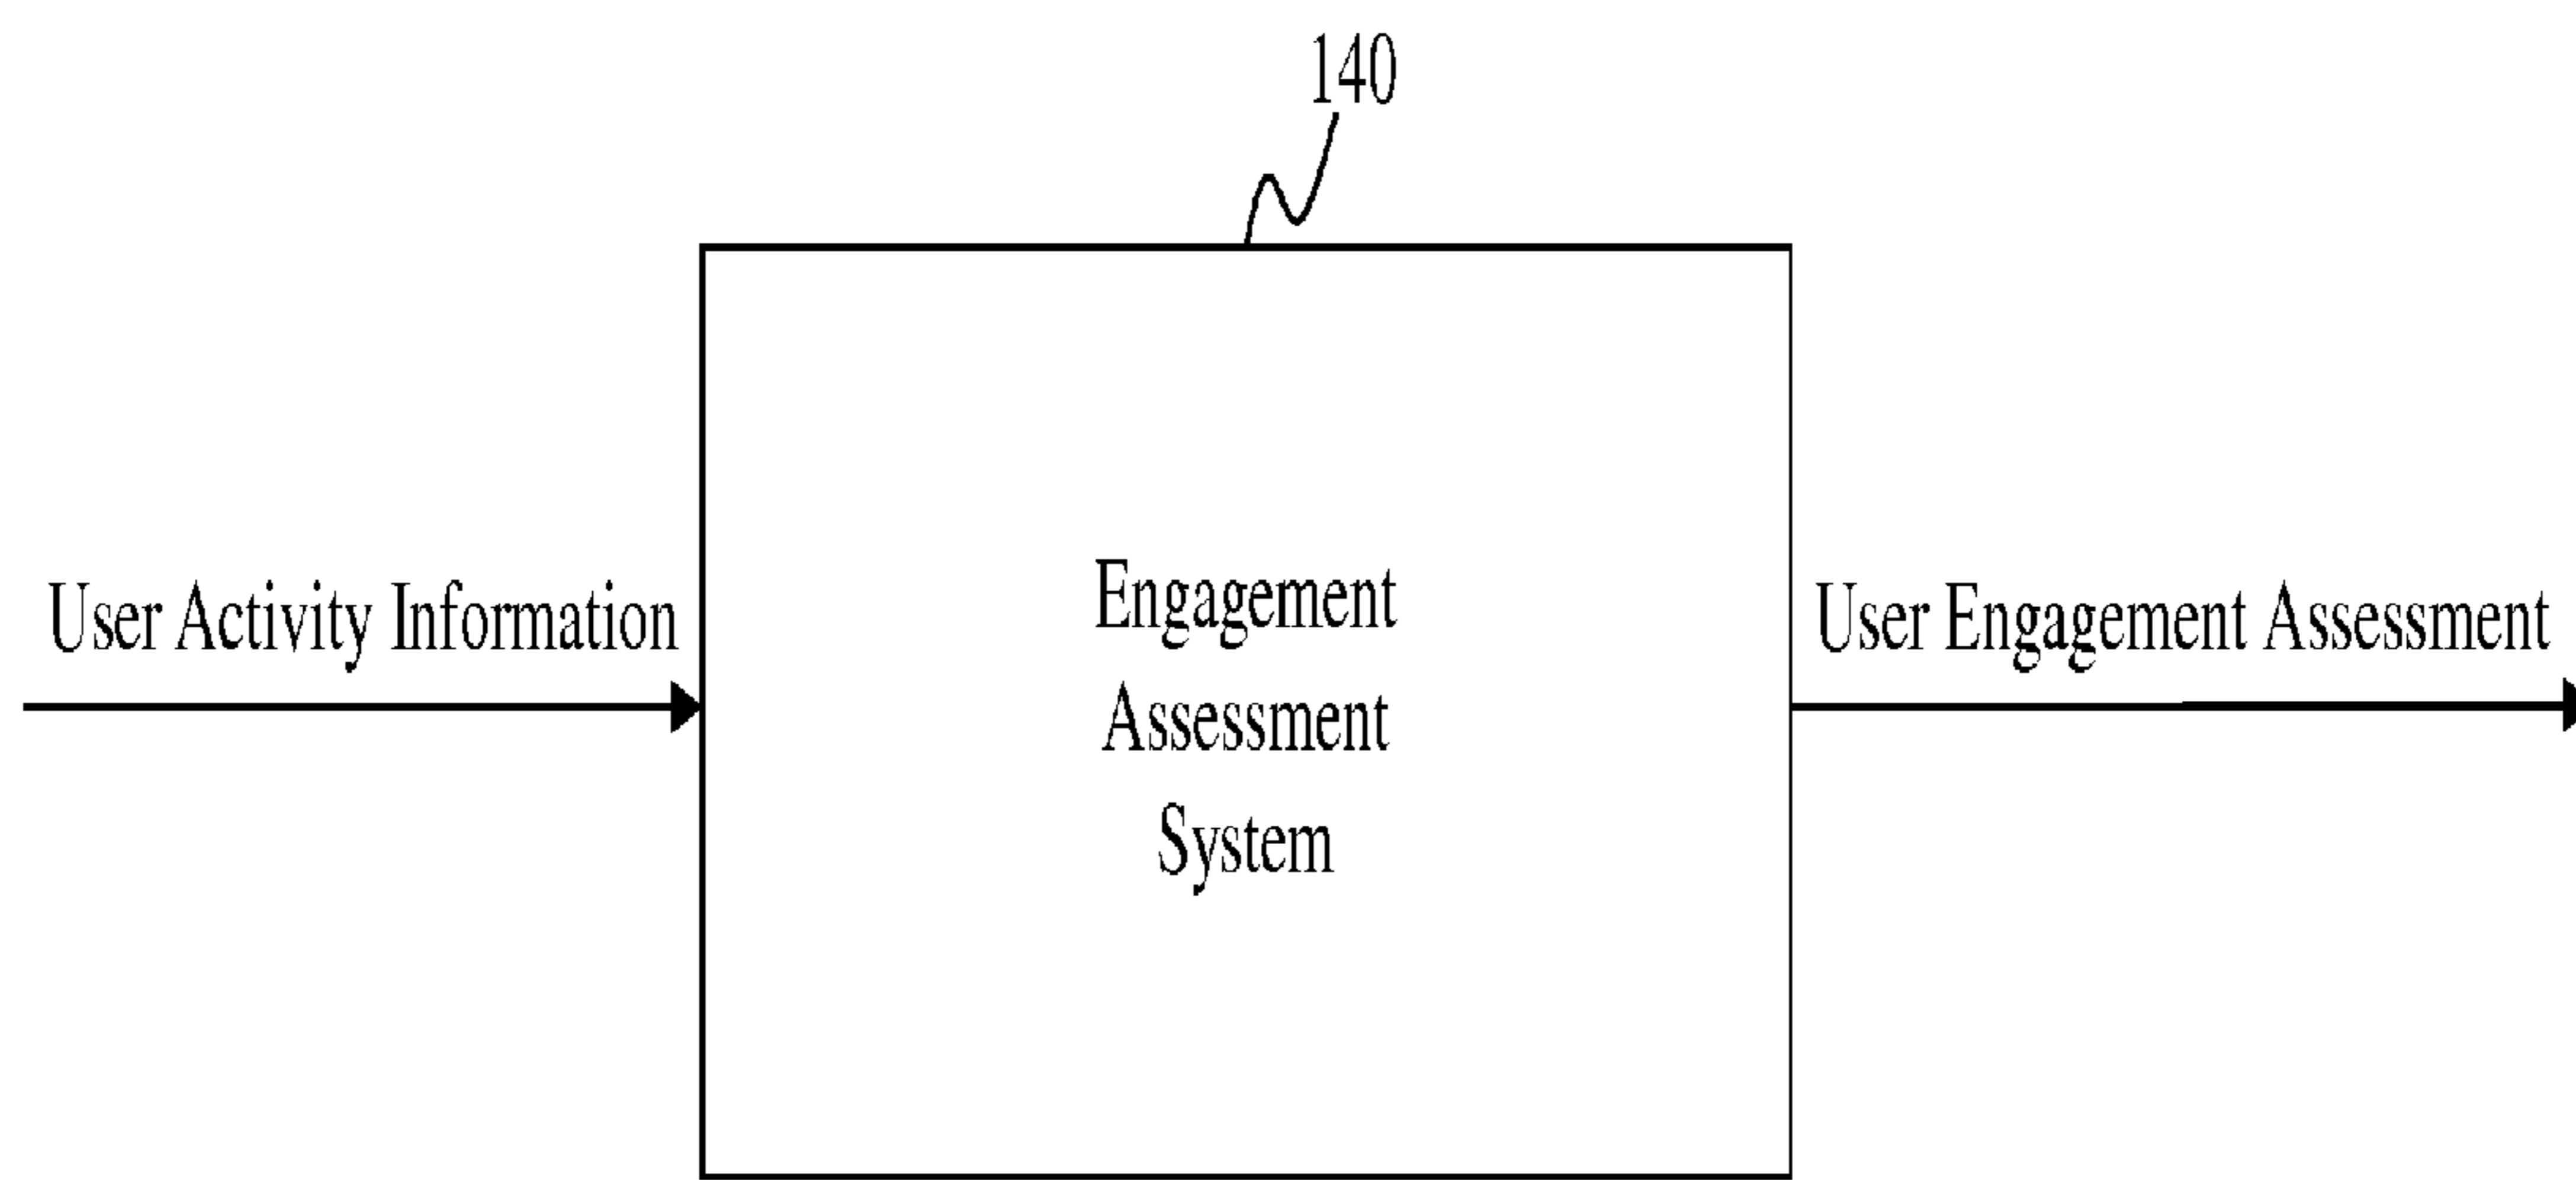 140
User Activity Information
Engagement
Assessment
System
User Engagement Assessment